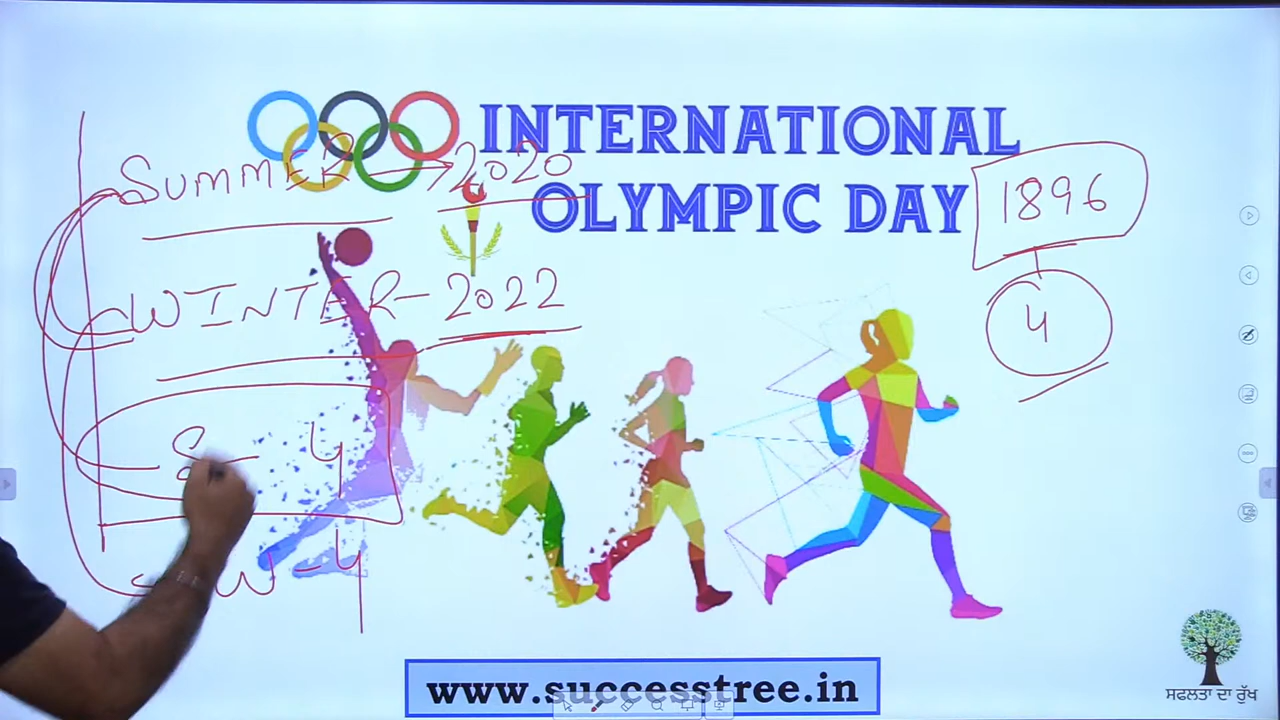 INTERNATIONAL
OLYMPIC DAY
SUMMER → 2020
1896
WINTER - 2022
4
S - 4
W - 4
www.successtree.in
ਸਫਲਤਾ ਦਾ ਰੁੱਖ